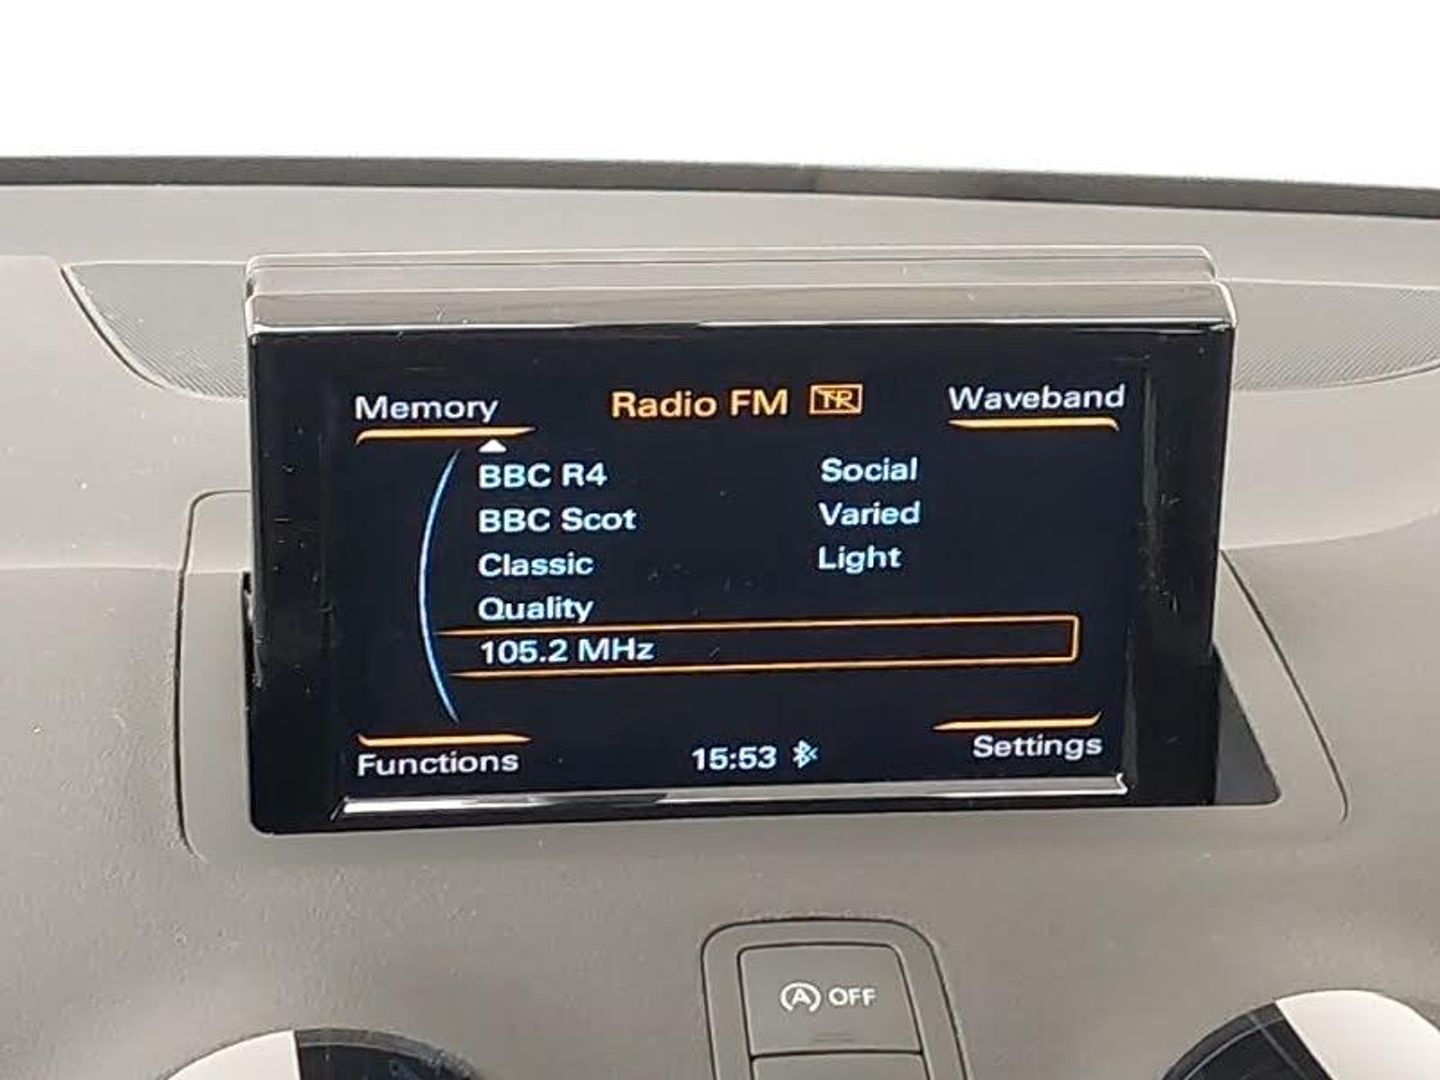 Memory Radio FM TP Waveband
BBC R4 Social
BBC Scot Varied
Classic Light
Quality
105.2 MHz
Functions 15:53 Settings
A OFF